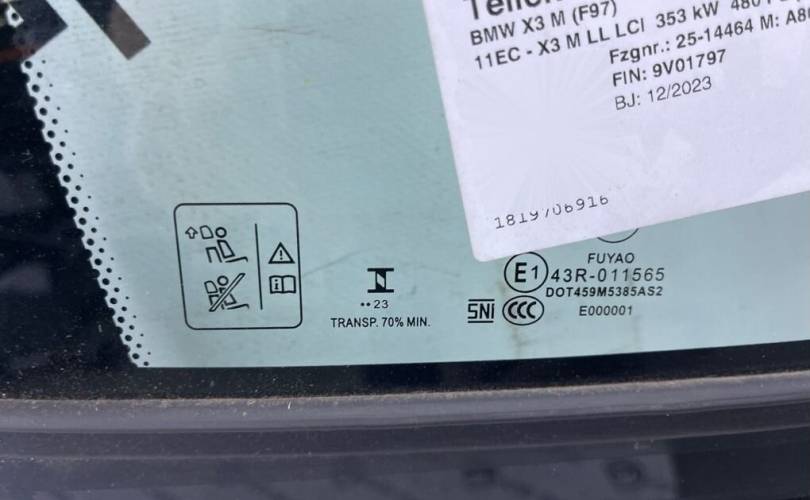 BMW X3 M (F97)
11EC - X3 M LL LCI 353 kW
Fzgnr.: 25-14464 M:
FIN: 9V01797
BJ: 12/2023
1819706916
FUYAO
E1 43R-011565
DOT459M5385AS2
E000001
SNI CCC
••23
TRANSP. 70% MIN.